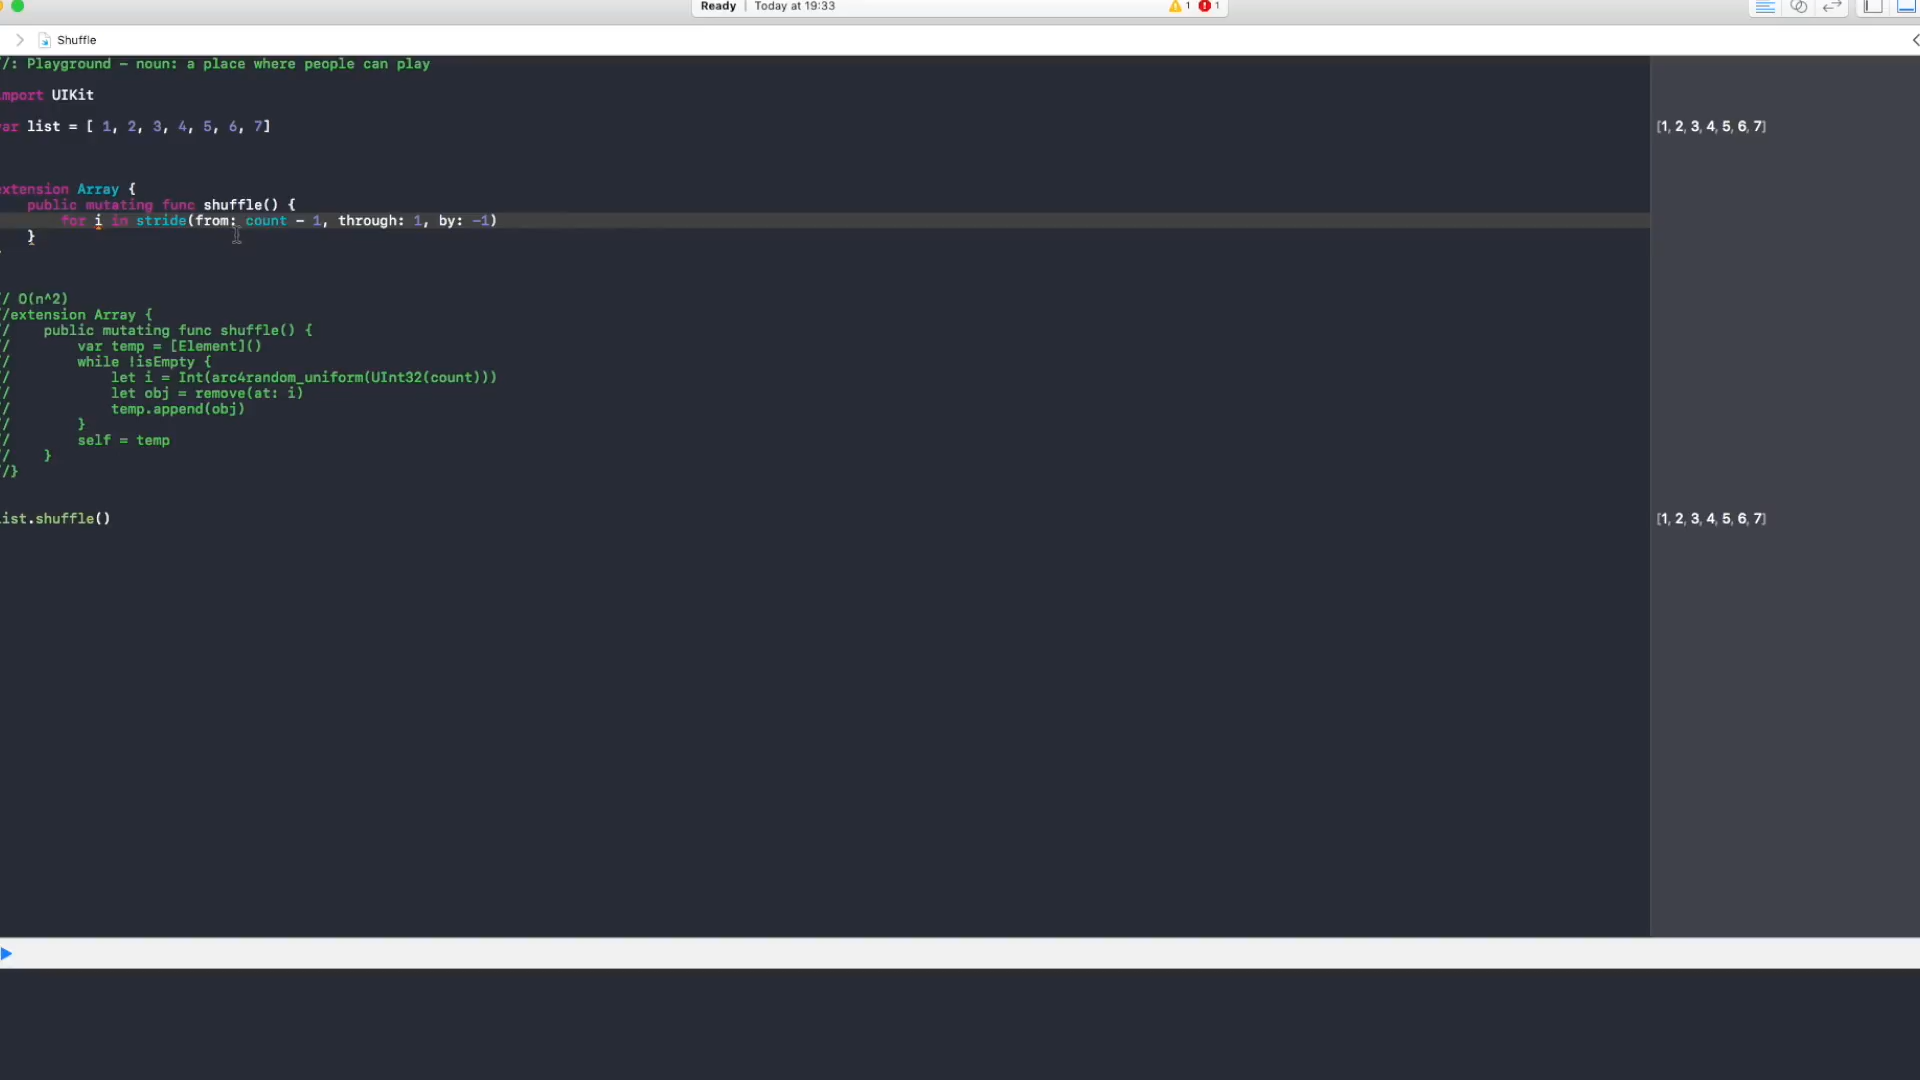 Ready | Today at 19:33 1 1
Shuffle
/: Playground – noun: a place where people can play
import UIKit
var list = [ 1, 2, 3, 4, 5, 6, 7]
[1, 2, 3, 4, 5, 6, 7]
extension Array {
public mutating func shuffle() {
for i in stride(from: count - 1, through: 1, by: -1)
}
/ O(n^2)
/extension Array {
/ public mutating func shuffle() {
/ var temp = [Element]()
/ while !isEmpty {
/ let i = Int(arc4random_uniform(UInt32(count)))
/ let obj = remove(at: i)
/ temp.append(obj)
/ }
/ self = temp
/ }
/}
list.shuffle()
[1, 2, 3, 4, 5, 6, 7]